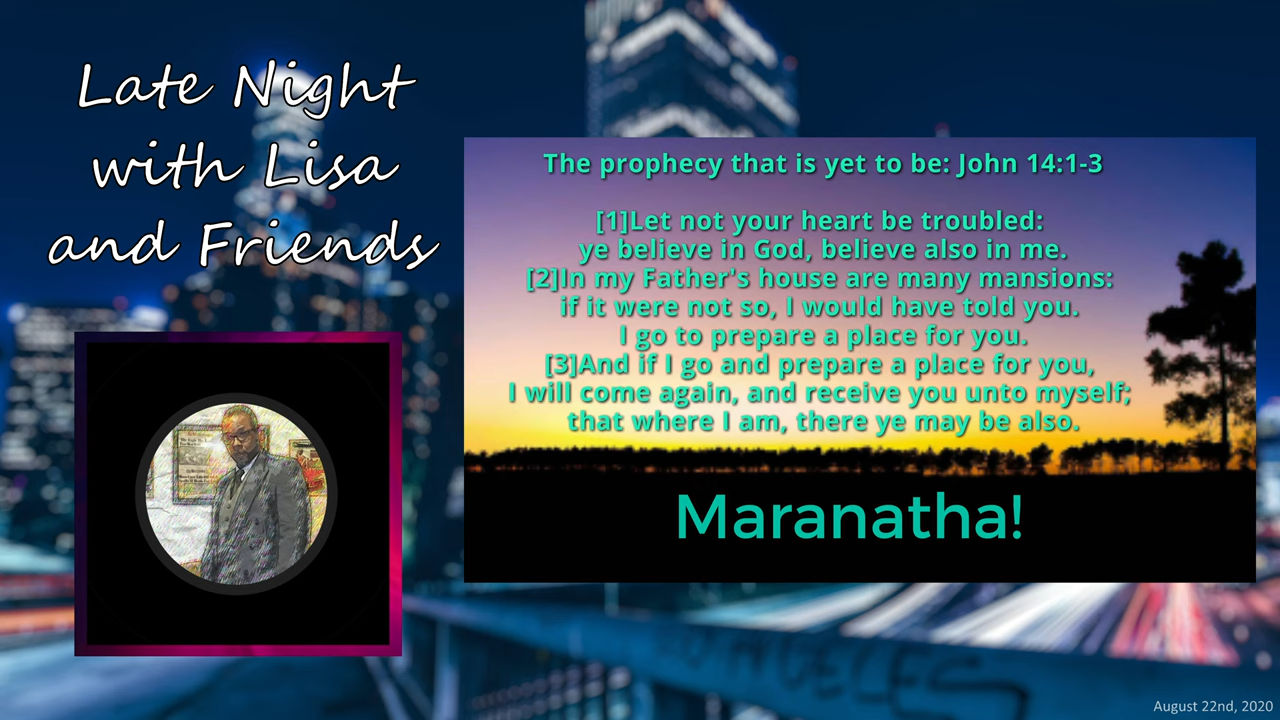 Late Night
with Lisa
and Friends
The prophecy that is yet to be: John 14:1-3
[1]Let not your heart be troubled:
ye believe in God, believe also in me.
[2]In my Father's house are many mansions:
if it were not so, I would have told you.
I go to prepare a place for you.
[3]And if I go and prepare a place for you,
I will come again, and receive you unto myself;
that where I am, there ye may be also.
Maranatha!
August 22nd, 2020